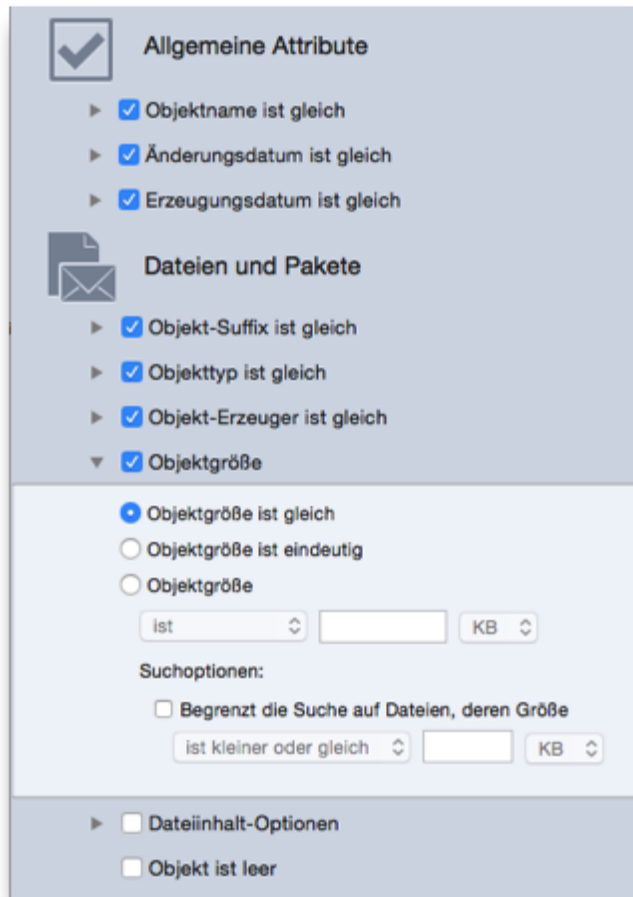 Allgemeine Attribute
Objektname ist gleich
Änderungsdatum ist gleich
Erzeugungsdatum ist gleich
Dateien und Pakete
Objekt-Suffix ist gleich
Objekttyp ist gleich
Objekt-Erzeuger ist gleich
Objektgröße
Objektgröße ist gleich
Objektgröße ist eindeutig
Objektgröße
ist KB
Suchoptionen:
Begrenzt die Suche auf Dateien, deren Größe
ist kleiner oder gleich KB
Dateiinhalt-Optionen
Objekt ist leer